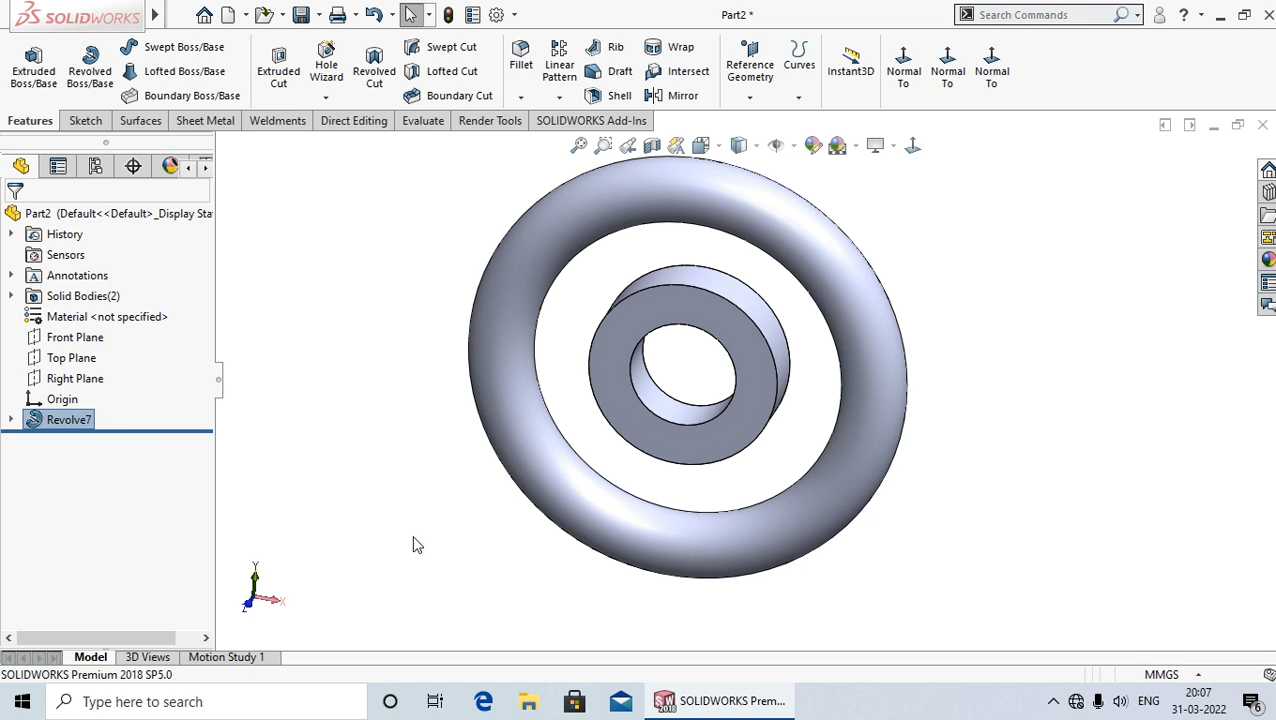 SOLIDWORKS
Part2 *
Search Commands
?
Extruded Boss/Base
Revolved Boss/Base
Swept Boss/Base
Lofted Boss/Base
Boundary Boss/Base
Extruded Cut
Hole Wizard
Revolved Cut
Swept Cut
Lofted Cut
Boundary Cut
Fillet
Linear Pattern
Rib
Draft
Shell
Wrap
Intersect
Mirror
Reference Geometry
Curves
Instant3D
Normal To
Normal To
Normal To
Features
Sketch
Surfaces
Sheet Metal
Weldments
Direct Editing
Evaluate
Render Tools
SOLIDWORKS Add-Ins
Part2 (Default<<Default>_Display Sta
History
Sensors
Annotations
Solid Bodies(2)
Material <not specified>
Front Plane
Top Plane
Right Plane
Origin
Revolve7
Y
X
Z
Model
3D Views
Motion Study 1
SOLIDWORKS Premium 2018 SP5.0
MMGS
Type here to search
SW
2018
SOLIDWORKS Prem...
ENG
20:07
31-03-2022
6